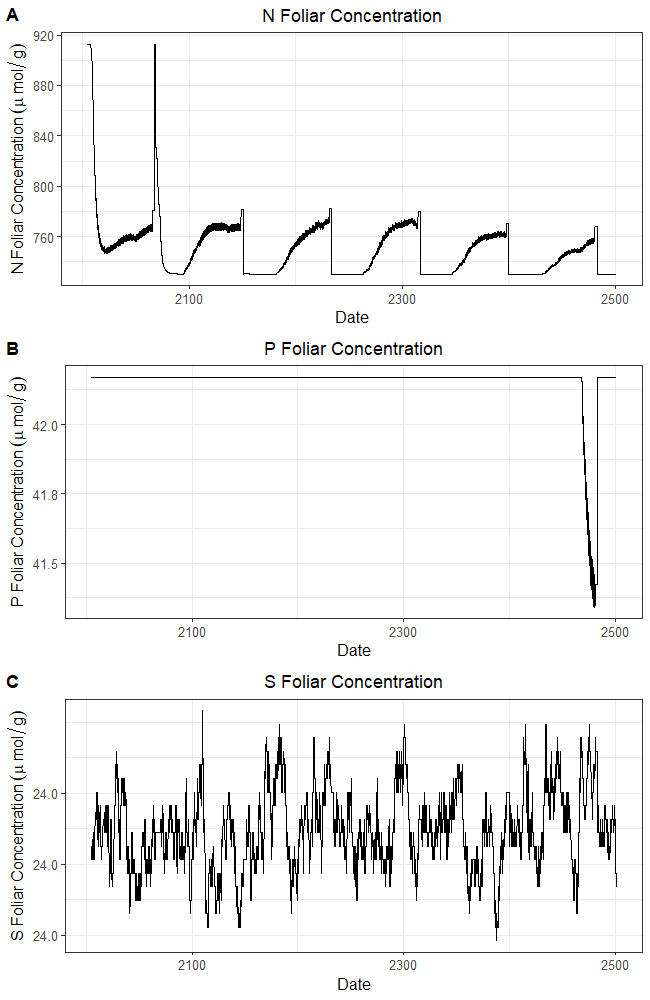 A
N Foliar Concentration
N Foliar Concentration (μ mol/ g)
920
880
840
800
760
2100
2300
2500
Date
B
P Foliar Concentration
P Foliar Concentration (μ mol/ g)
42.0
41.8
41.5
2100
2300
2500
Date
C
S Foliar Concentration
S Foliar Concentration (μ mol/ g)
24.0
24.0
24.0
2100
2300
2500
Date